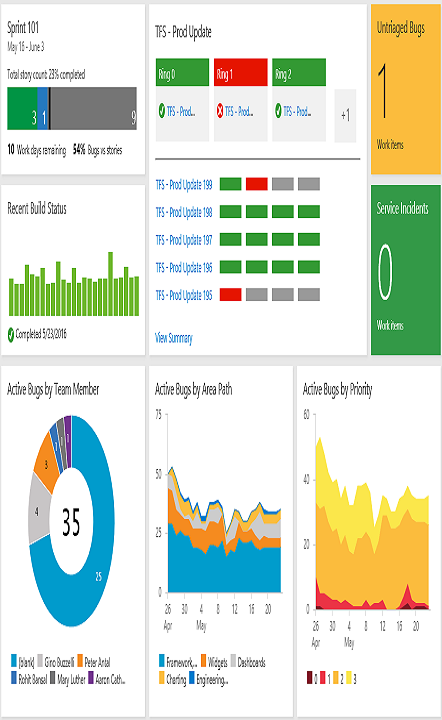 Sprint 101
May 16 - June 3
Total story count: 23% completed
3 1 9
10 Work days remaining 54% Bugs vs stories
TFS - Prod Update
Ring 0 Ring 1 Ring 2
TFS - Prod... TFS - Prod... TFS - Prod... +1
TFS - Prod Update 199
TFS - Prod Update 198
TFS - Prod Update 197
TFS - Prod Update 196
TFS - Prod Update 195
View Summary
Untriaged Bugs
1
Work items
Recent Build Status
Completed 5/23/2016
Service Incidents
0
Work items
Active Bugs by Team Member
3
4
35
25
[blank] Gino Buzzelli Peter Antal
Rohit Bansal Mary Luther Aaron Cath...
Active Bugs by Area Path
75
50
25
0
26 30 4 8 12 16 20
Apr May
Framework,... Widgets Dashboards
Charting Engineering...
Active Bugs by Priority
60
40
20
0
26 30 4 8 12 16 20
Apr May
0 1 2 3